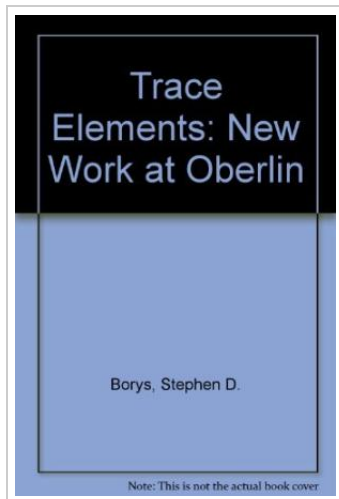 Trace
Elements: New
Work at Oberlin
Borys, Stephen D.
Note: This is not the actual book cover